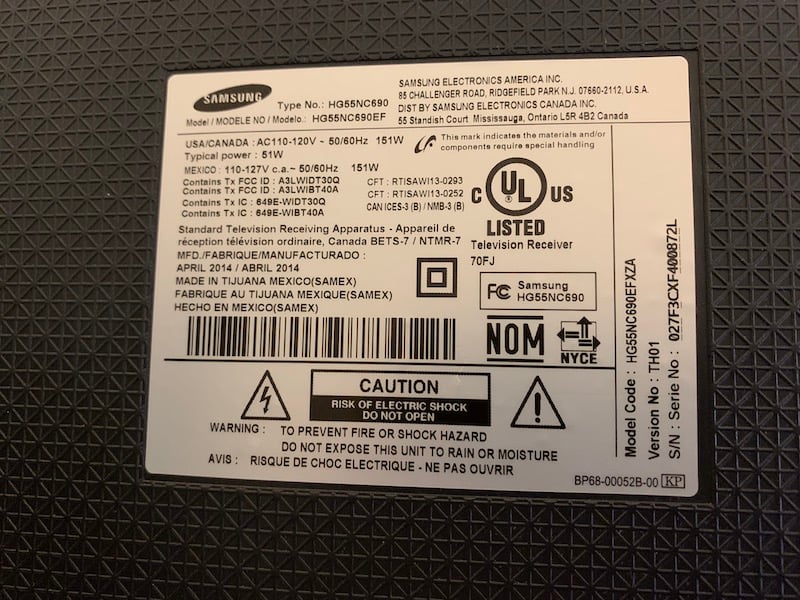 SAMSUNG
Type No.: HG55NC690
Model / MODELE NO / Modelo.: HG55NC690EF
SAMSUNG ELECTRONICS AMERICA INC.
85 CHALLENGER ROAD, RIDGEFIELD PARK N.J. 07660-2112, U.S.A.
DIST BY SAMSUNG ELECTRONICS CANADA INC.
55 Standish Court Mississauga, Ontario L5R 4B2 Canada
USA/CANADA : AC110-120V ~ 50/60Hz 151W
Typical power : 51W
MEXICO : 110-127V c.a.~ 50/60Hz 151W
This mark indicates the materials and/or
components require special handling
Contains Tx FCC ID : A3LWIDT30Q
Contains Tx FCC ID : A3LWIBT40A
Contains Tx IC : 649E-WIDT30Q
Contains Tx IC : 649E-WIBT40A
CFT : RTISAWI13-0293
CFT : RTISAWI13-0252
CAN ICES-3 (B) / NMB-3 (B)
C UL ® US
LISTED
Television Receiver
70FJ
Standard Television Receiving Apparatus - Appareil de
réception télévision ordinaire, Canada BETS-7 / NTMR-7
MFD./FABRIQUE/MANUFACTURADO :
APRIL 2014 / ABRIL 2014
MADE IN TIJUANA MEXICO(SAMEX)
FABRIQUE AU TIJUANA MEXIQUE(SAMEX)
HECHO EN MEXICO(SAMEX)
FC Samsung
HG55NC690
NOM
NYCE
CAUTION
RISK OF ELECTRIC SHOCK
DO NOT OPEN
WARNING : TO PREVENT FIRE OR SHOCK HAZARD
DO NOT EXPOSE THIS UNIT TO RAIN OR MOISTURE
AVIS : RISQUE DE CHOC ELECTRIQUE - NE PAS OUVRIR
BP68-00052B-00 KP
Model Code : HG55NC690EFXZA
Version No : TH01
S/N : Serie No : 027F3CXF400872L